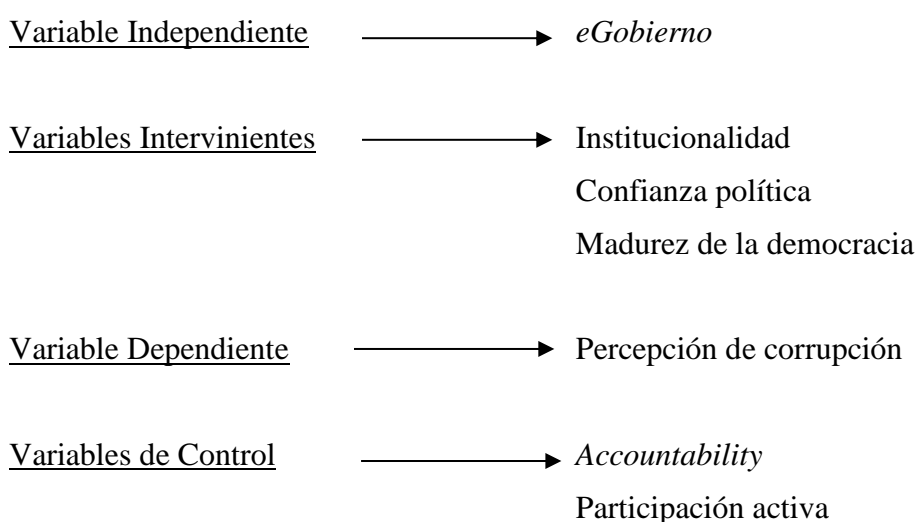 Variable Independiente eGobierno
Variables Intervinientes Institucionalidad
Confianza política
Madurez de la democracia
Variable Dependiente Percepción de corrupción
Variables de Control Accountability
Participación activa